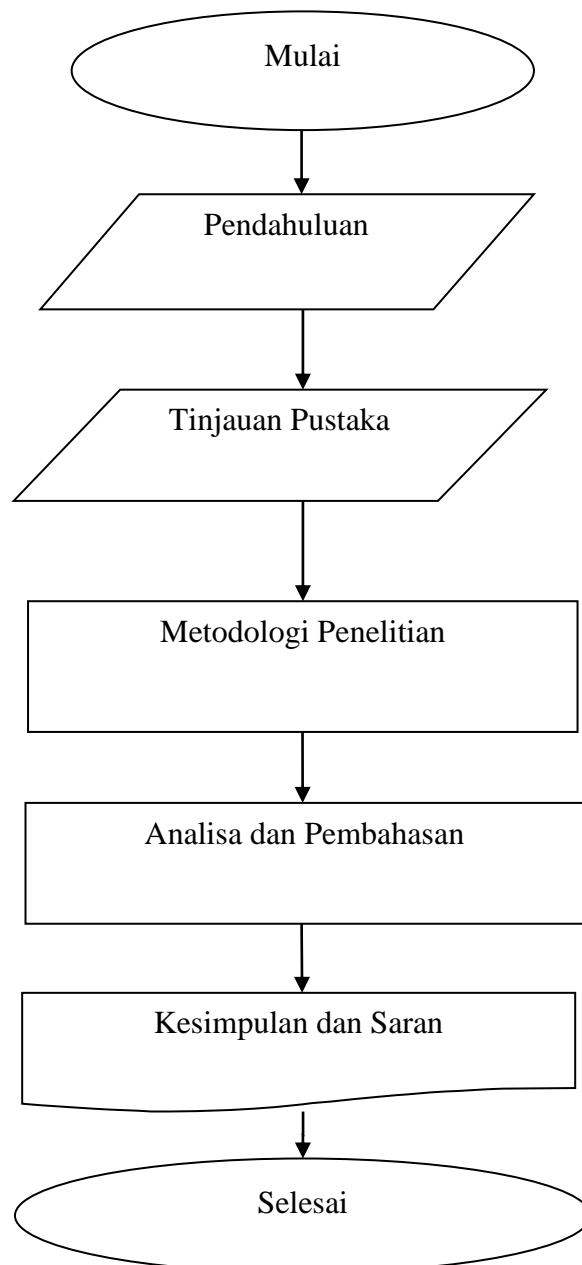 Mulai
Pendahuluan
Tinjauan Pustaka
Metodologi Penelitian
Analisa dan Pembahasan
Kesimpulan dan Saran
Selesai